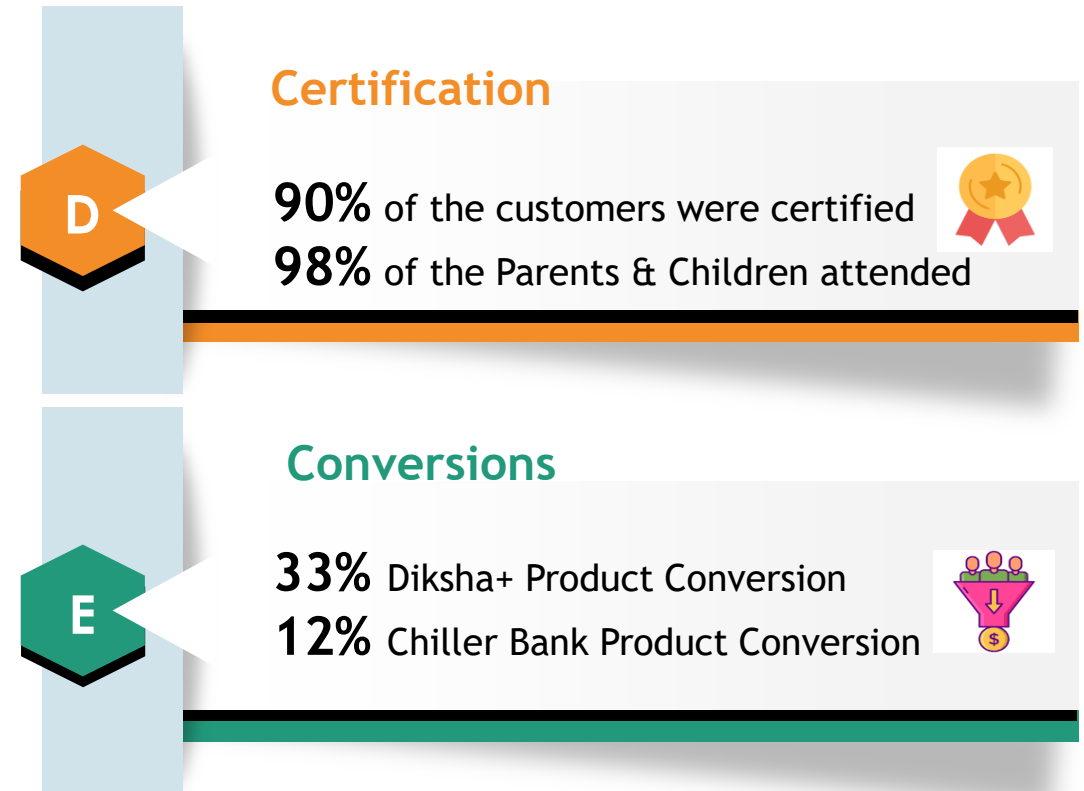 Certification
D
90% of the customers were certified
98% of the Parents & Children attended
Conversions
E
33% Diksha+ Product Conversion
12% Chiller Bank Product Conversion
$